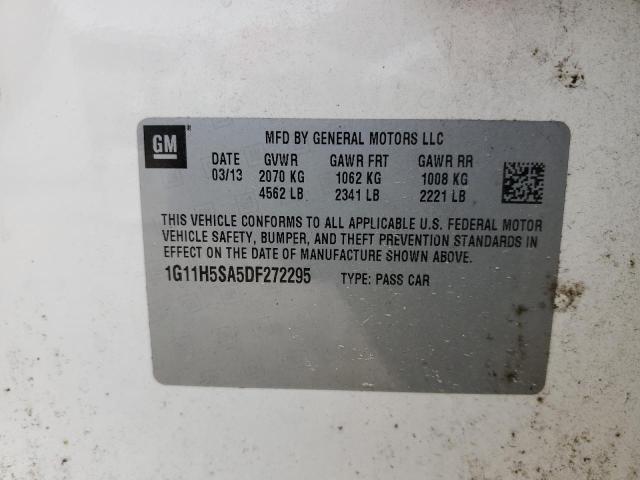 GM
MFD BY GENERAL MOTORS LLC
DATE GVWR GAWR FRT GAWR RR
03/13 2070 KG 1062 KG 1008 KG
4562 LB 2341 LB 2221 LB
THIS VEHICLE CONFORMS TO ALL APPLICABLE U.S. FEDERAL MOTOR
VEHICLE SAFETY, BUMPER, AND THEFT PREVENTION STANDARDS IN
EFFECT ON THE DATE OF MANUFACTURE SHOWN ABOVE.
1G11H5SA5DF272295 TYPE: PASS CAR